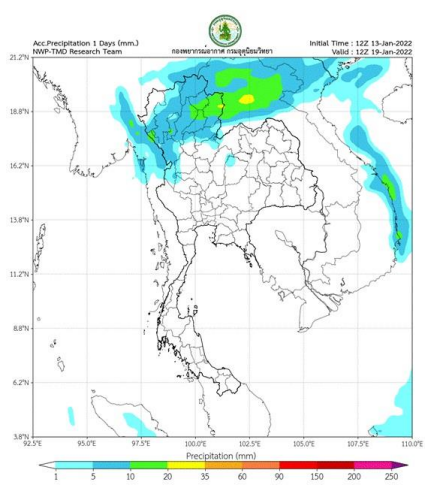 Acc.Precipitation 1 Days (mm.)
NWP-TMD Research Team
กองพยากรณ์อากาศ กรมอุตุนิยมวิทยา
Initial Time : 12Z 13-Jan-2022
Valid : 12Z 19-Jan-2022
21.2°N
18.8°N
16.2°N
13.8°N
11.2°N
8.8°N
6.2°N
3.8°N
92.5°E 95.0°E 97.5°E 100.0°E 102.5°E 105.0°E 107.5°E 110.0°E
Precipitation (mm)
1 5 10 20 35 60 90 150 200 250